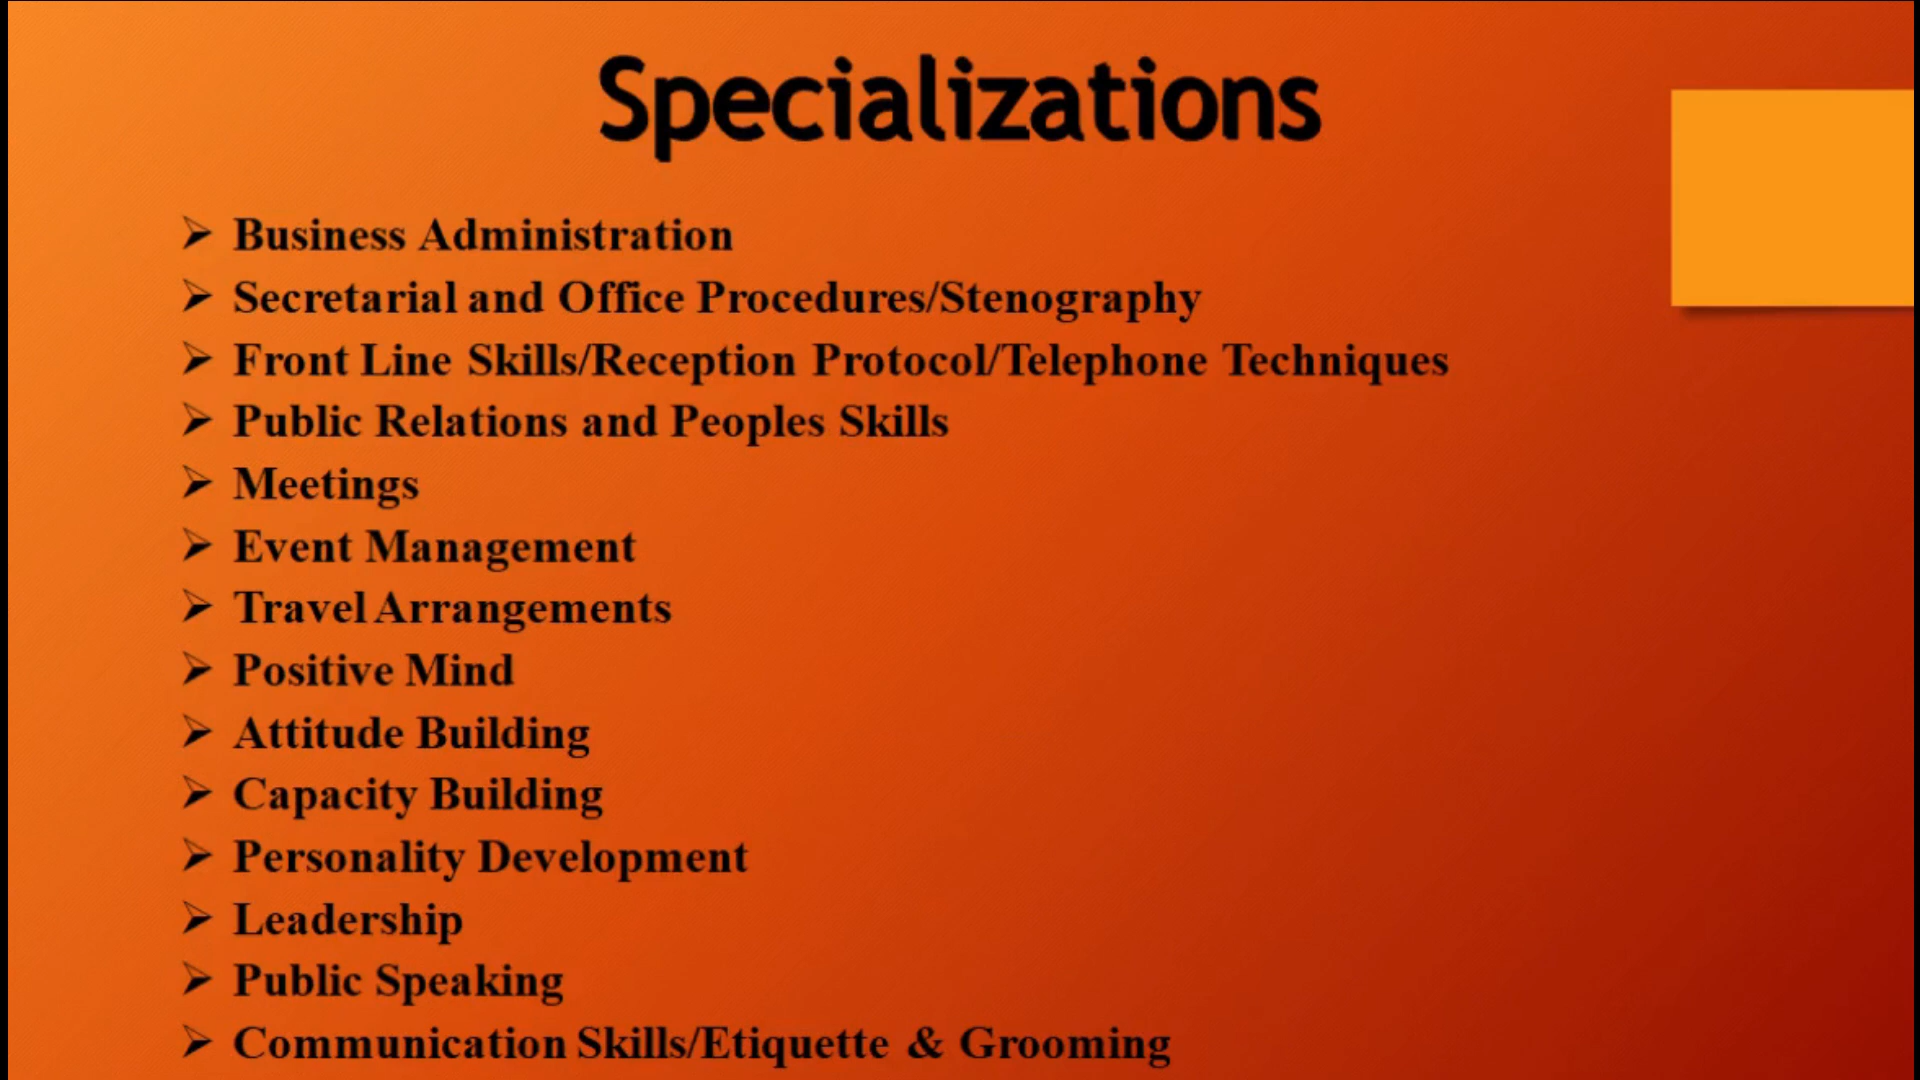 Specializations
➢ Business Administration
➢ Secretarial and Office Procedures/Stenography
➢ Front Line Skills/Reception Protocol/Telephone Techniques
➢ Public Relations and Peoples Skills
➢ Meetings
➢ Event Management
➢ Travel Arrangements
➢ Positive Mind
➢ Attitude Building
➢ Capacity Building
➢ Personality Development
➢ Leadership
➢ Public Speaking
➢ Communication Skills/Etiquette & Grooming